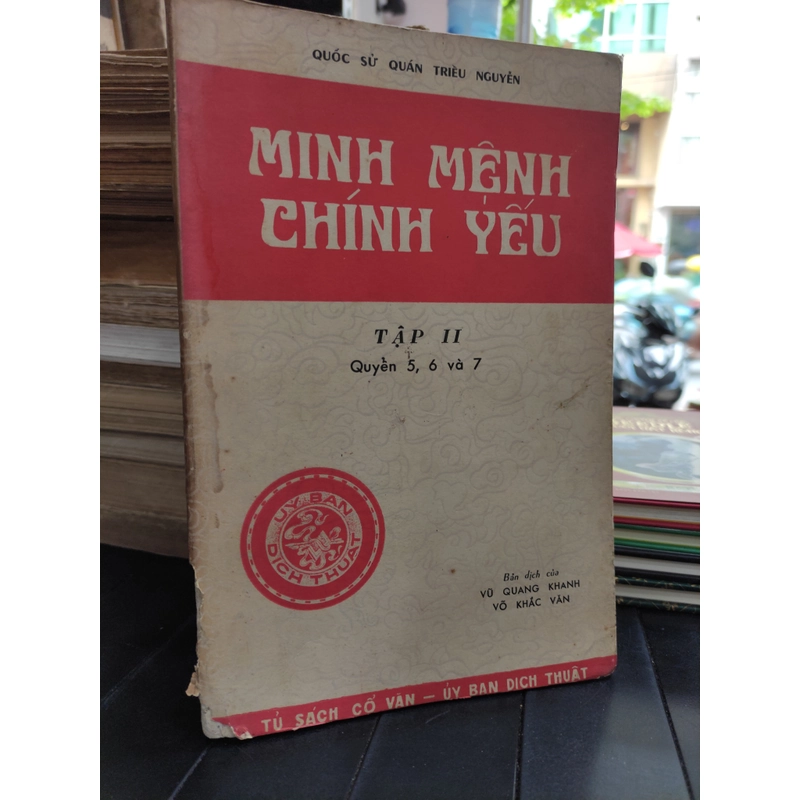 QUỐC SỬ QUÁN TRIỀU NGUYỄN
MINH MỆNH
CHÍNH YẾU
TẬP II
Quyển 5, 6 và 7
ỦY BAN
DỊCH THUẬT
Bản dịch của
VŨ QUANG KHANH
VÕ KHẮC VĂN
TỦ SÁCH CỔ VĂN — ỦY BAN DỊCH THUẬT